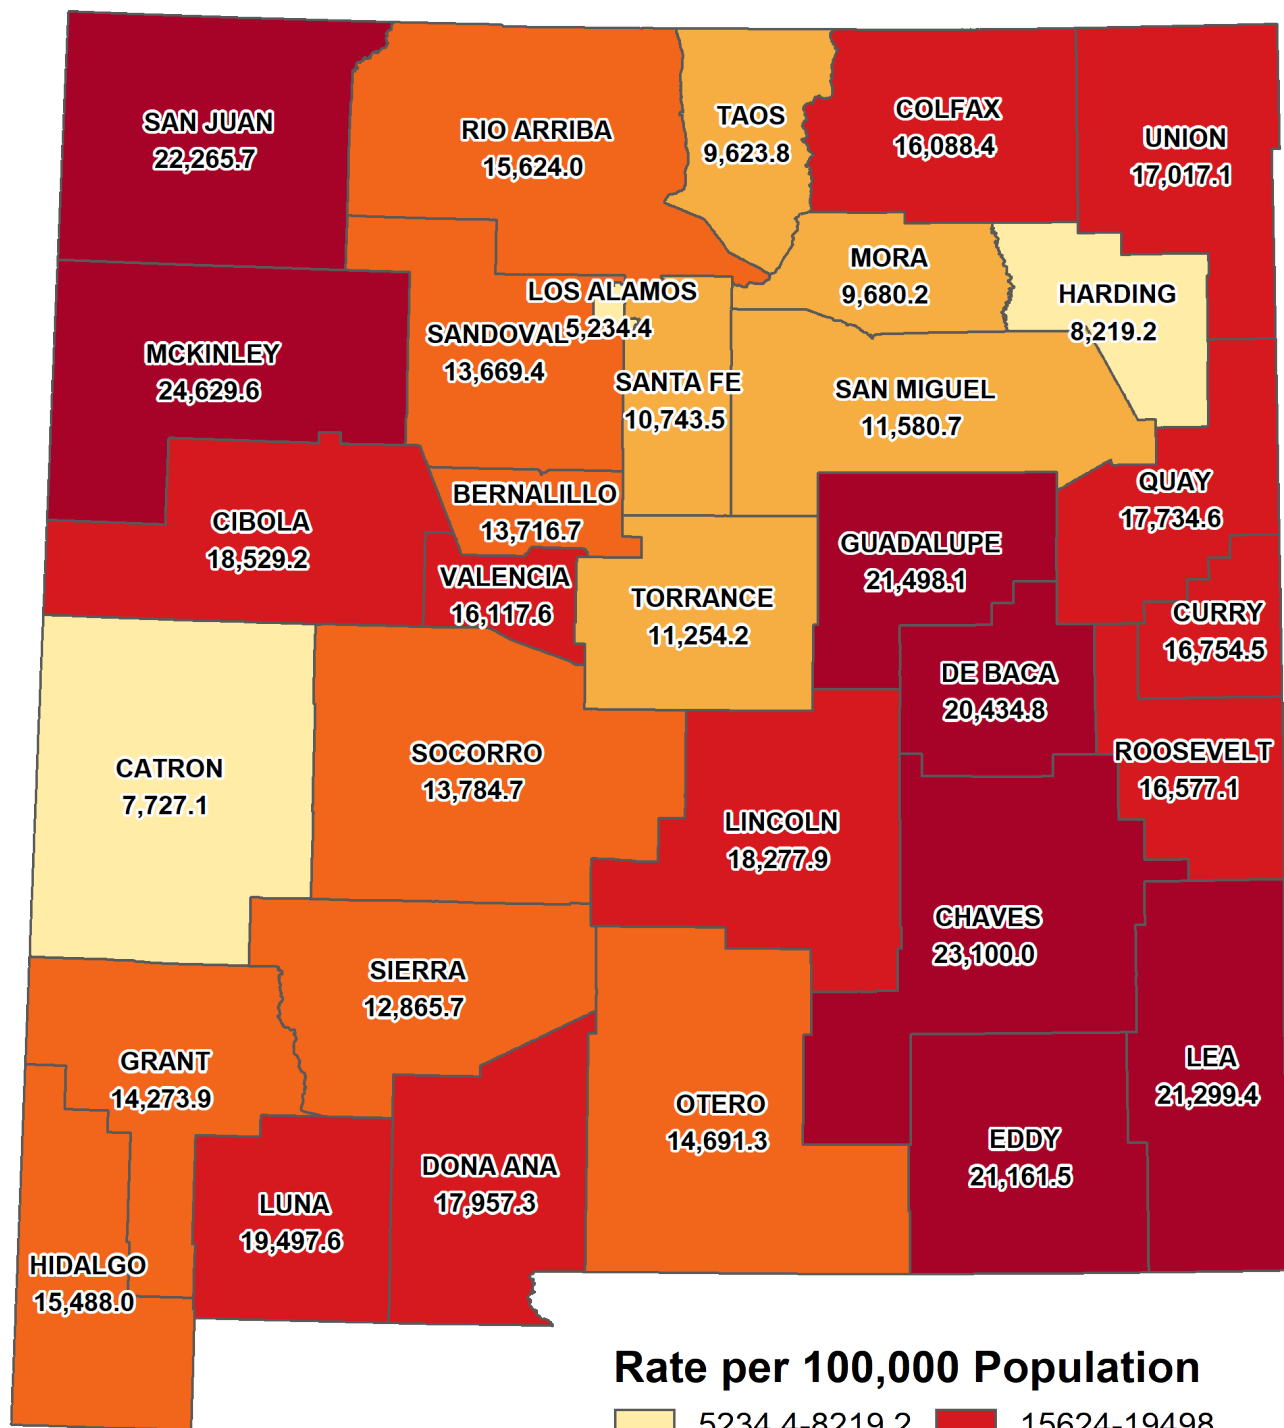 SAN JUAN
22,265.7
RIO ARRIBA
15,624.0
TAOS
9,623.8
COLFAX
16,088.4
UNION
17,017.1
MORA
9,680.2
HARDING
8,219.2
LOS ALAMOS
5,234.4
SANDOVAL
13,669.4
MCKINLEY
24,629.6
SANTA FE
10,743.5
SAN MIGUEL
11,580.7
QUAY
17,734.6
BERNALILLO
13,716.7
CIBOLA
18,529.2
GUADALUPE
21,498.1
VALENCIA
16,117.6
TORRANCE
11,254.2
CURRY
16,754.5
DE BACA
20,434.8
ROOSEVELT
16,577.1
CATRON
7,727.1
SOCORRO
13,784.7
LINCOLN
18,277.9
CHAVES
23,100.0
SIERRA
12,865.7
GRANT
14,273.9
LEA
21,299.4
OTERO
14,691.3
EDDY
21,161.5
DONA ANA
17,957.3
LUNA
19,497.6
HIDALGO
15,488.0
Rate per 100,000 Population
5234.4-8219.2
15624-19498